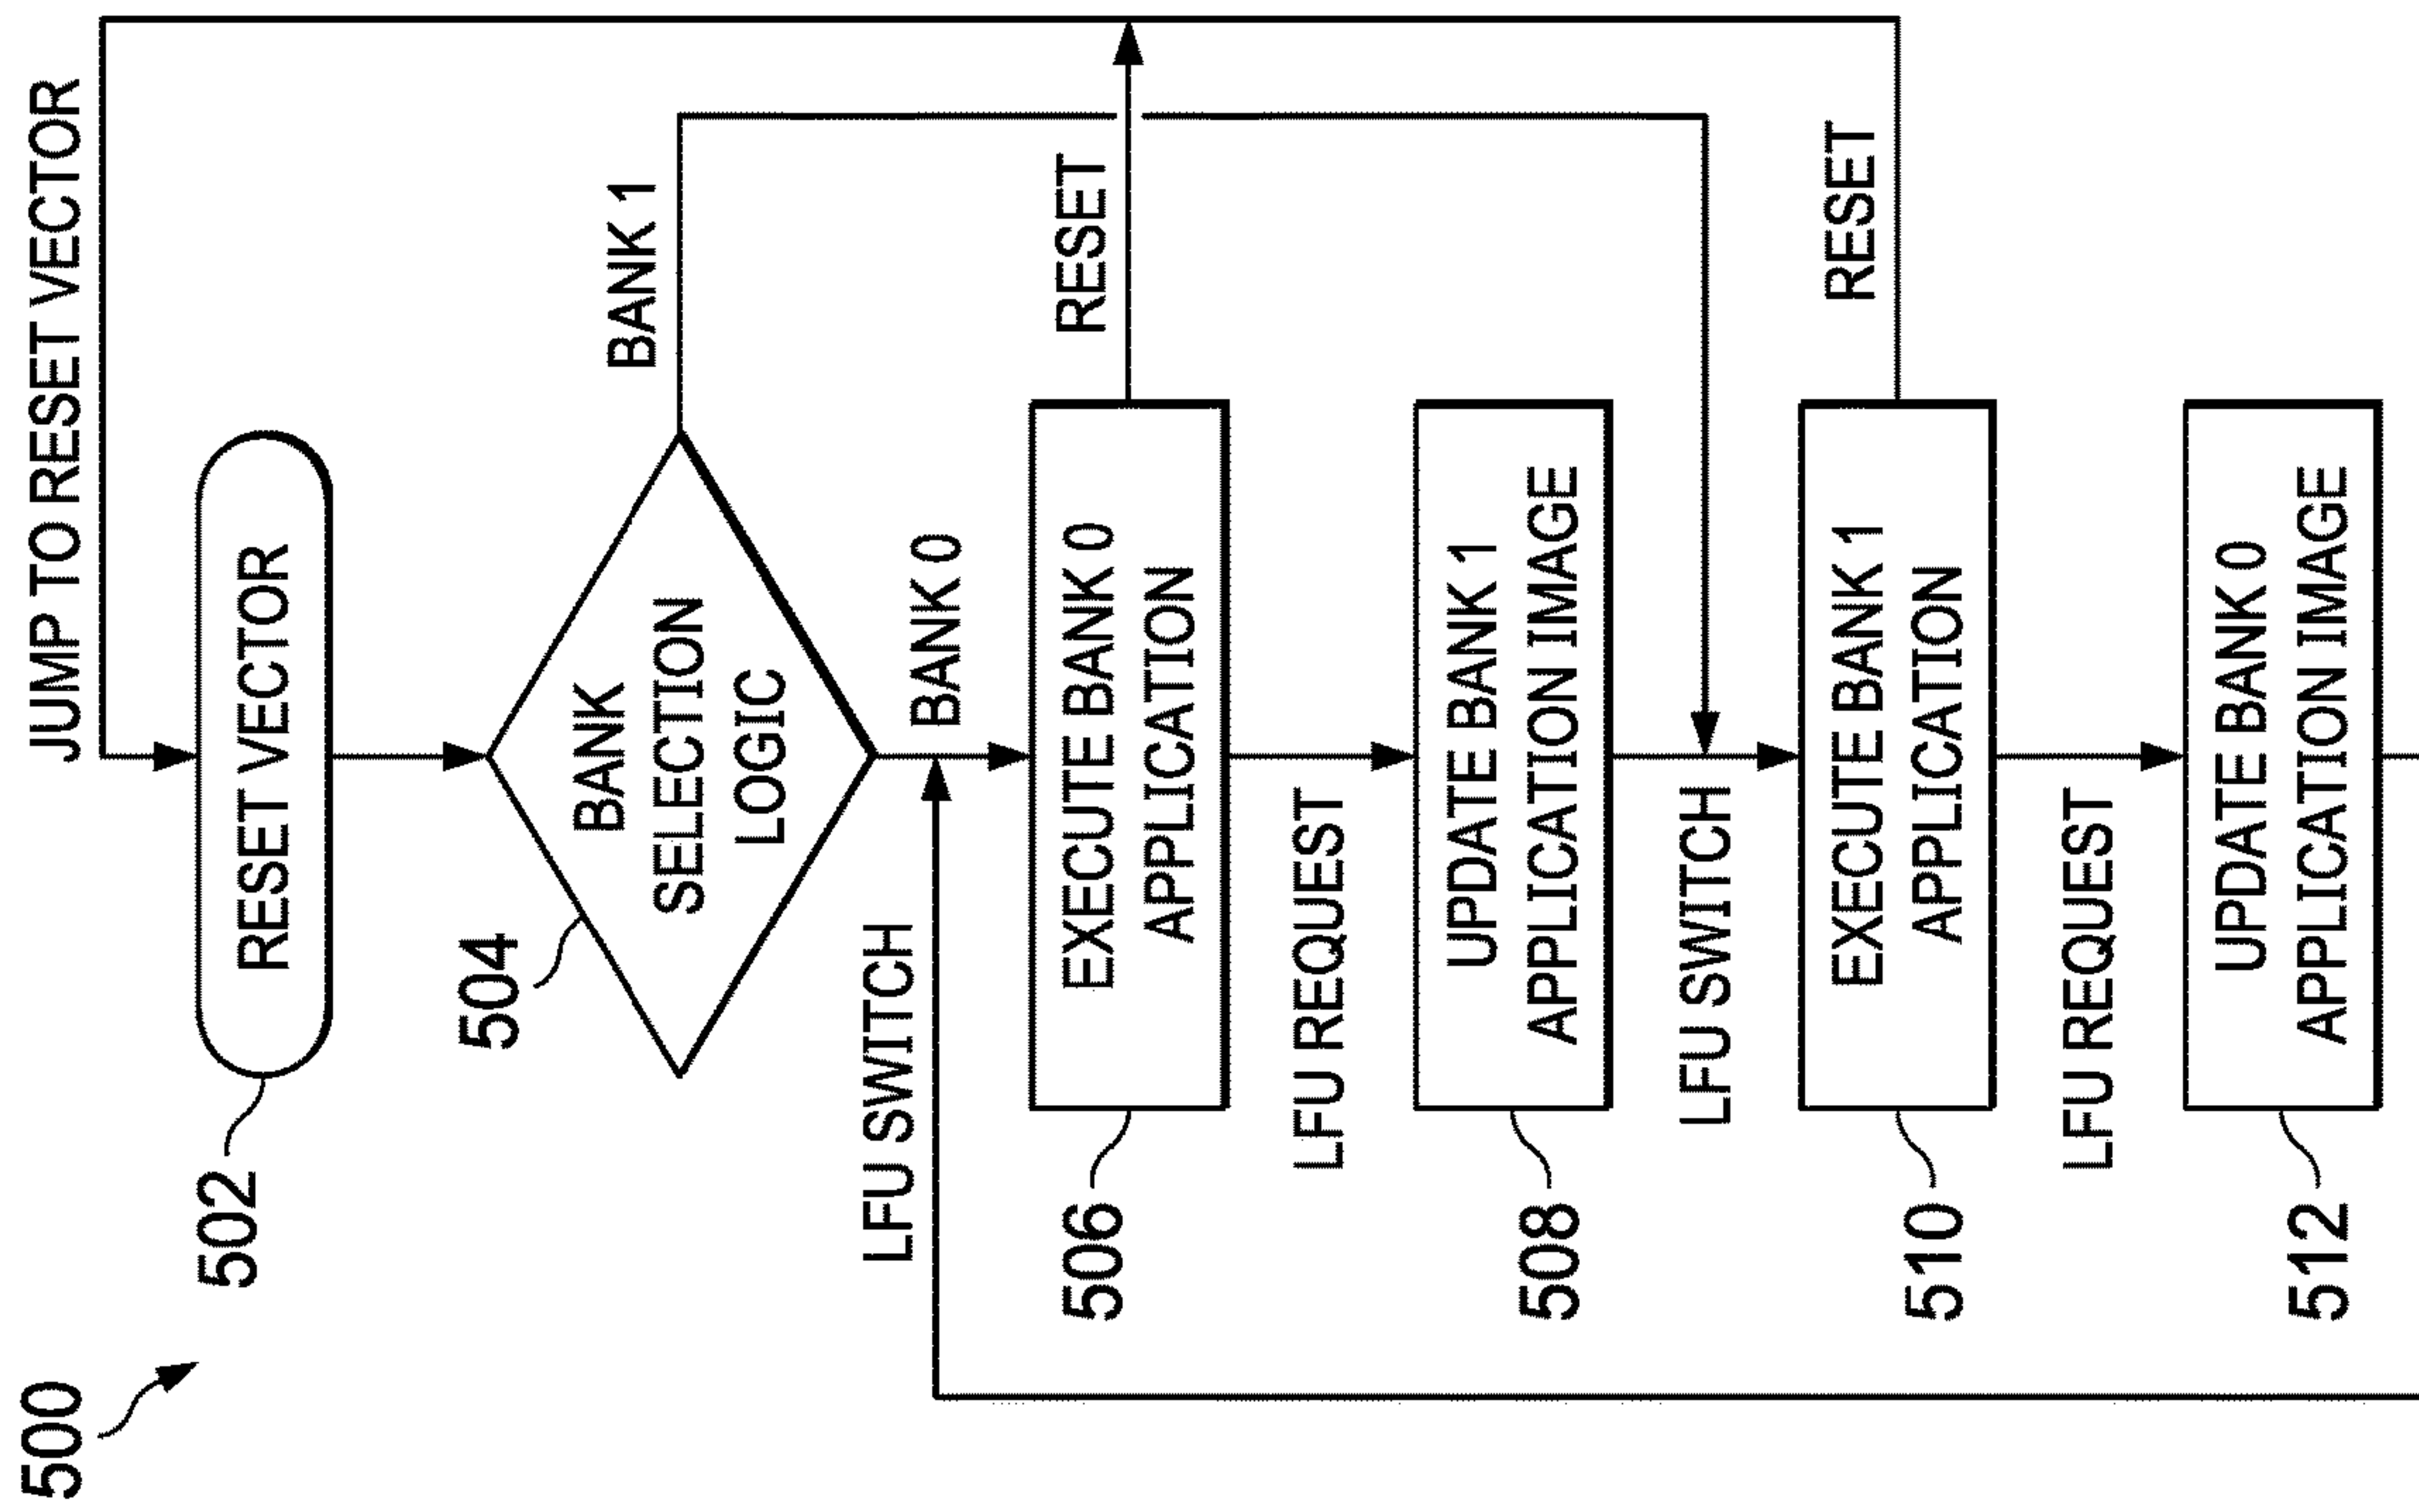 500
JUMP TO RESET VECTOR
502
RESET VECTOR
504
BANK
SELECTION
LOGIC
BANK 1
LFU SWITCH
BANK 0
506
EXECUTE BANK 0
APPLICATION
RESET
LFU REQUEST
508
UPDATE BANK 1
APPLICATION IMAGE
LFU SWITCH
510
EXECUTE BANK 1
APPLICATION
RESET
LFU REQUEST
512
UPDATE BANK 0
APPLICATION IMAGE